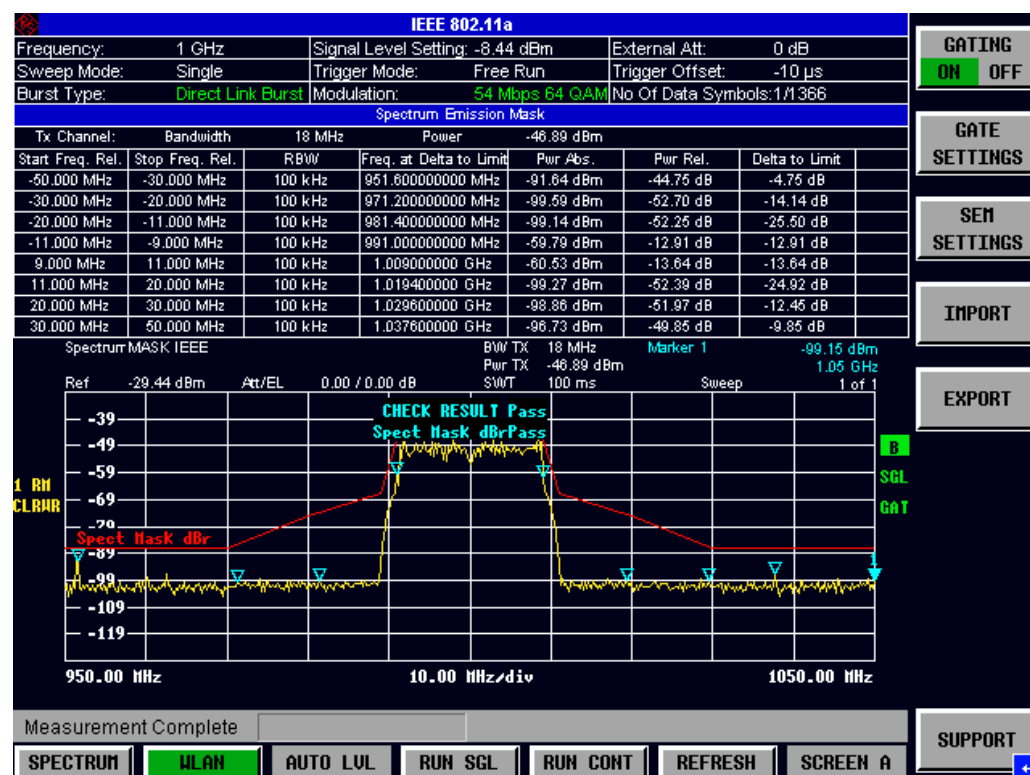 IEEE 802.11a
Frequency: 1 GHz Signal Level Setting: -8.44 dBm External Att: 0 dB
Sweep Mode: Single Trigger Mode: Free Run Trigger Offset: -10 µs
Burst Type: Direct Link Burst Modulation: 54 Mbps 64 QAM No Of Data Symbols:1/1366
Spectrum Emission Mask
Tx Channel: Bandwidth 18 MHz Power -46.89 dBm
Start Freq. Rel. Stop Freq. Rel. RBW Freq. at Delta to Limit Pwr Abs. Pwr Rel. Delta to Limit
-50.000 MHz -30.000 MHz 100 kHz 951.600000000 MHz -91.64 dBm -44.75 dB -4.75 dB
-30.000 MHz -20.000 MHz 100 kHz 971.200000000 MHz -99.59 dBm -52.70 dB -14.14 dB
-20.000 MHz -11.000 MHz 100 kHz 981.400000000 MHz -99.14 dBm -52.25 dB -25.50 dB
-11.000 MHz -9.000 MHz 100 kHz 991.000000000 MHz -59.79 dBm -12.91 dB -12.91 dB
9.000 MHz 11.000 MHz 100 kHz 1.009000000 GHz -60.53 dBm -13.64 dB -13.64 dB
11.000 MHz 20.000 MHz 100 kHz 1.019400000 GHz -99.27 dBm -52.39 dB -24.92 dB
20.000 MHz 30.000 MHz 100 kHz 1.029600000 GHz -98.86 dBm -51.97 dB -12.45 dB
30.000 MHz 50.000 MHz 100 kHz 1.037600000 GHz -96.73 dBm -49.85 dB -9.85 dB
Spectrum MASK IEEE BW TX 18 MHz Marker 1 -99.15 dBm
Pwr TX -46.89 dBm 1.05 GHz
Ref -29.44 dBm Att/EL 0.00 / 0.00 dB SWT 100 ms Sweep 1 of 1
CHECK RESULT Pass
Spect Mask dBrPass
-39
-49
-59
-69
-79
Spect Mask dBr
-89
-99
-109
-119
1 RM
CLRWR
B
SGL
GAT
1
950.00 MHz 10.00 MHz/div 1050.00 MHz
Measurement Complete
SPECTRUM WLAN AUTO LVL RUN SGL RUN CONT REFRESH SCREEN A
GATING
ON OFF
GATE
SETTINGS
SEM
SETTINGS
IMPORT
EXPORT
SUPPORT